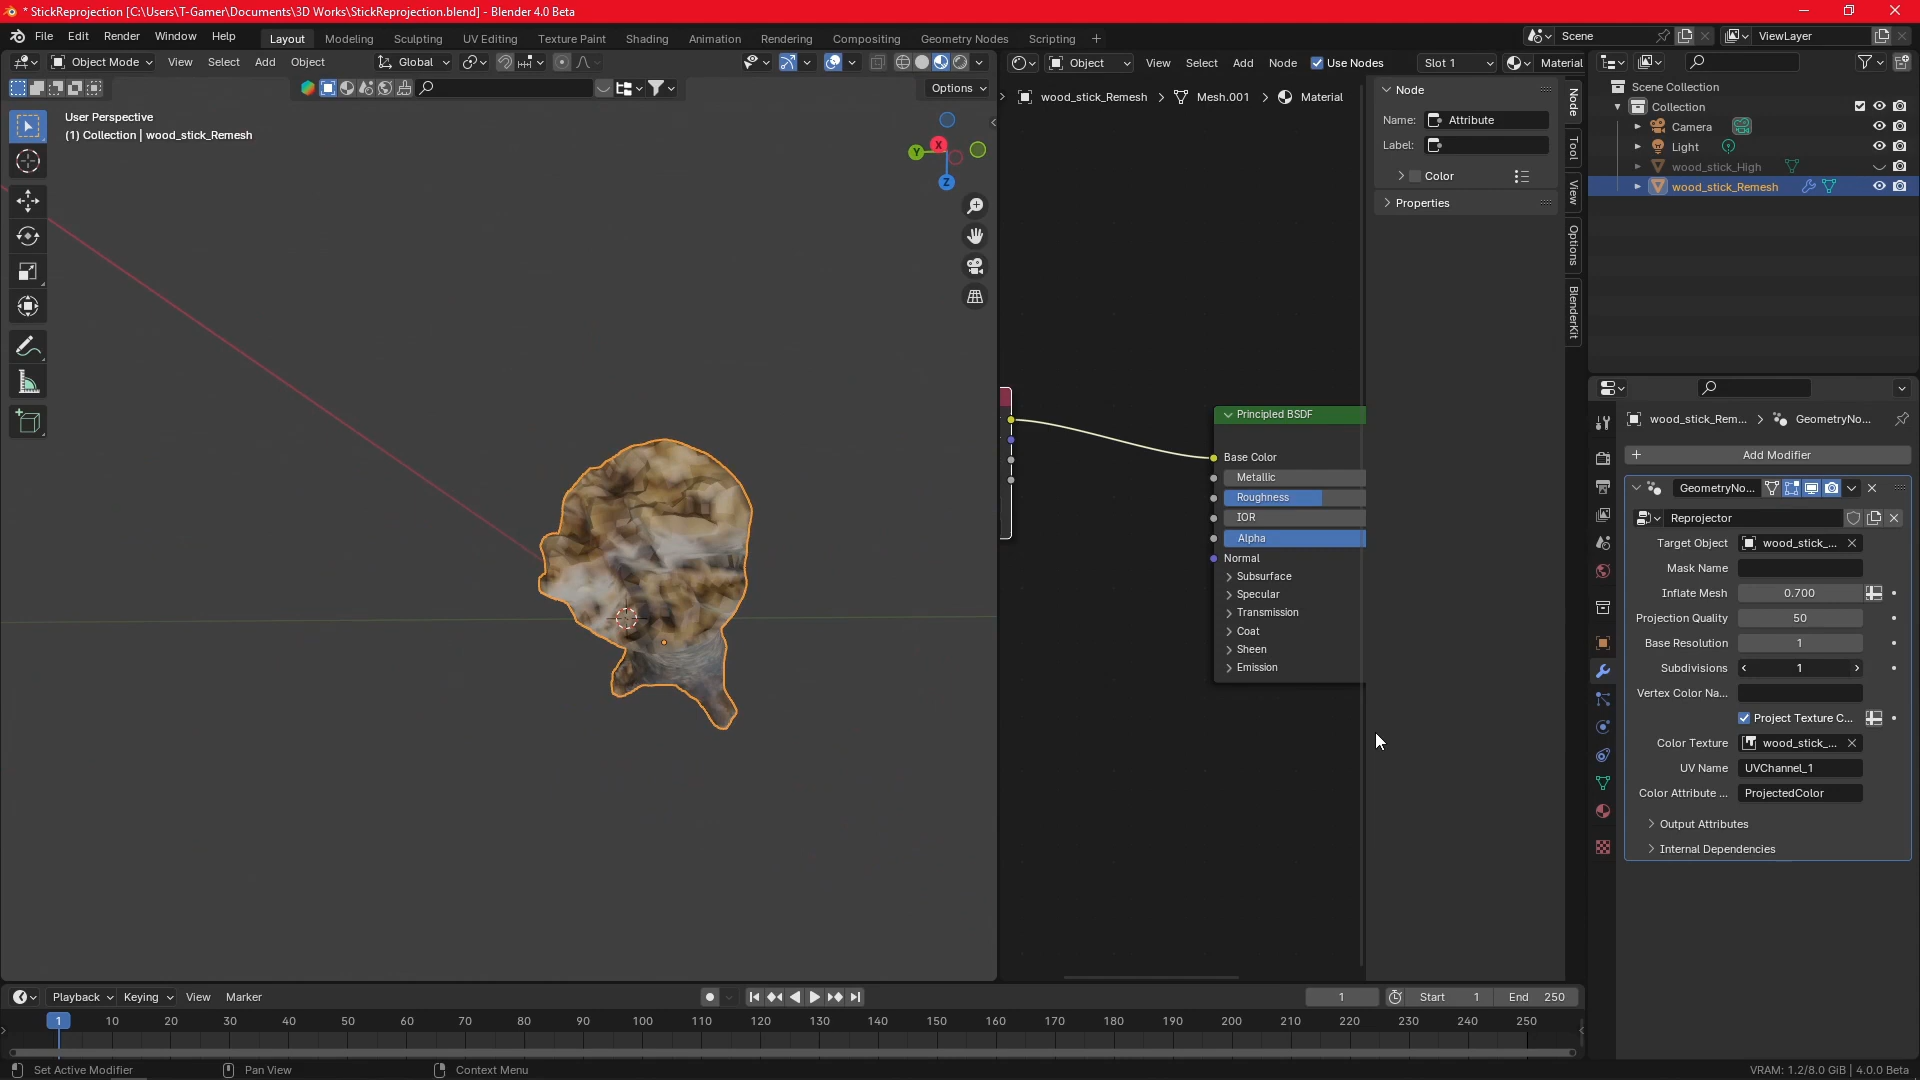 * StickReprojection [C:\Users\T-Gamer\Documents\3D Works\StickReprojection.blend] - Blender 4.0 Beta
File Edit Render Window Help Layout Modeling Sculpting UV Editing Texture Paint Shading Animation Rendering Compositing Geometry Nodes Scripting + Scene ViewLayer
Object Mode View Select Add Object Global
Options
User Perspective
(1) Collection | wood_stick_Remesh
X
Y
Z
Object View Select Add Node Use Nodes Slot 1 Material
wood_stick_Remesh > Mesh.001 > Material
Principled BSDF
Base Color
Metallic
Roughness
IOR
Alpha
Normal
Subsurface
Specular
Transmission
Coat
Sheen
Emission
Node
Name: Attribute
Label:
Color
Properties
Node
Tool
View
Options
BlenderKit
Scene Collection
Collection
Camera
Light
wood_stick_High
wood_stick_Remesh
wood_stick_Rem... > GeometryNo...
+ Add Modifier
GeometryNo...
Reprojector
Target Object wood_stick_...
Mask Name
Inflate Mesh 0.700
Projection Quality 50
Base Resolution 1
Subdivisions 1
Vertex Color Na...
Project Texture C...
Color Texture wood_stick_...
UV Name UVChannel_1
Color Attribute ... ProjectedColor
Output Attributes
Internal Dependencies
Playback Keying View Marker 1 Start 1 End 250
1 10 20 30 40 50 60 70 80 90 100 110 120 130 140 150 160 170 180 190 200 210 220 230 240 250
Set Active Modifier Pan View Context Menu VRAM: 1.2/8.0 GiB | 4.0.0 Beta